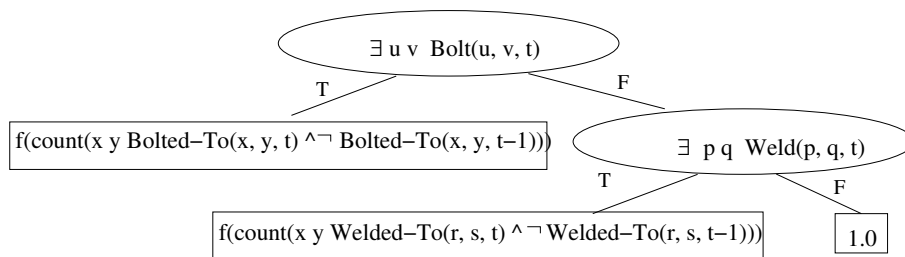 ∃ u v Bolt(u, v, t)
T
F
f(count(x y Bolted−To(x, y, t) ^¬ Bolted−To(x, y, t−1)))
∃ p q Weld(p, q, t)
T
F
f(count(x y Welded−To(r, s, t) ^¬ Welded−To(r, s, t−1)))
1.0